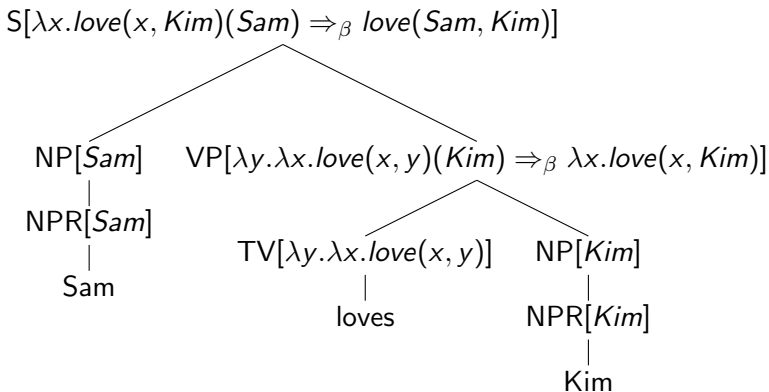 S[λx.love(x, Kim)(Sam) ⇒β love(Sam, Kim)]
NP[Sam] VP[λy.λx.love(x, y)(Kim) ⇒β λx.love(x, Kim)]
NPR[Sam]
TV[λy.λx.love(x, y)] NP[Kim]
Sam
loves NPR[Kim]
Kim